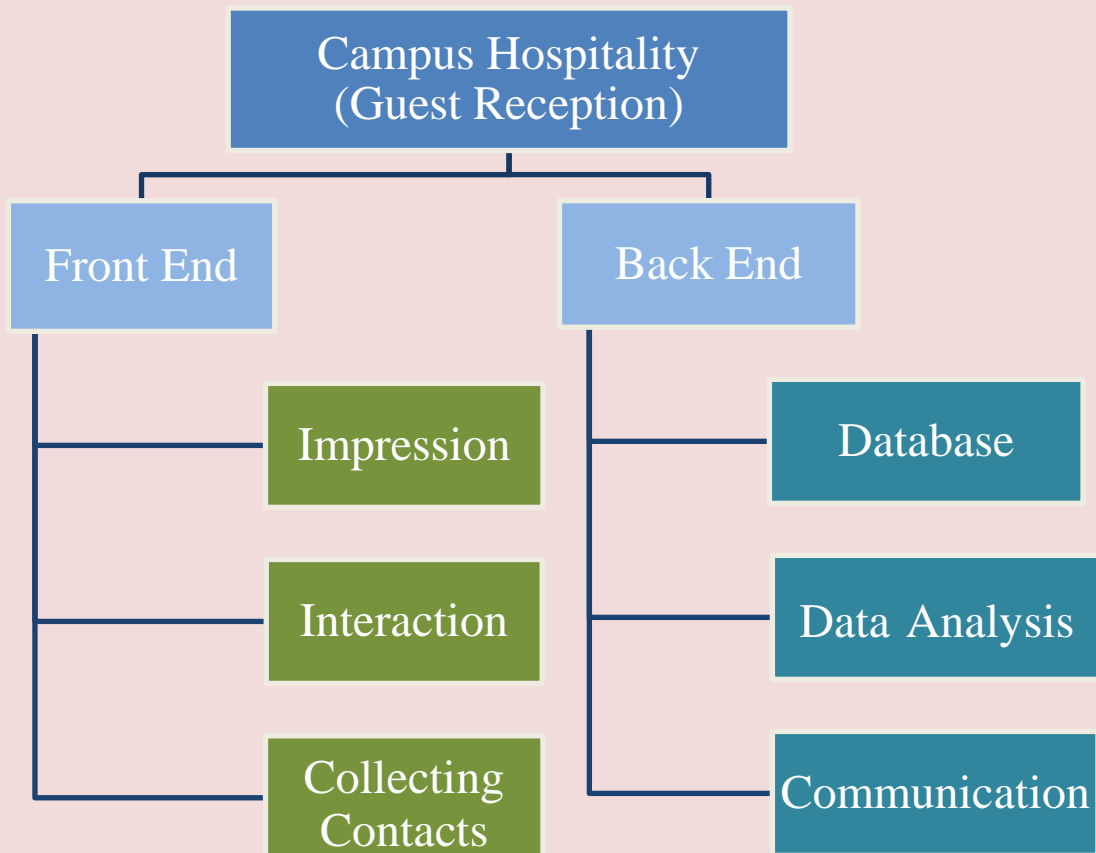 Campus Hospitality
(Guest Reception)
Front End
Back End
Impression
Database
Interaction
Data Analysis
Collecting
Contacts
Communication